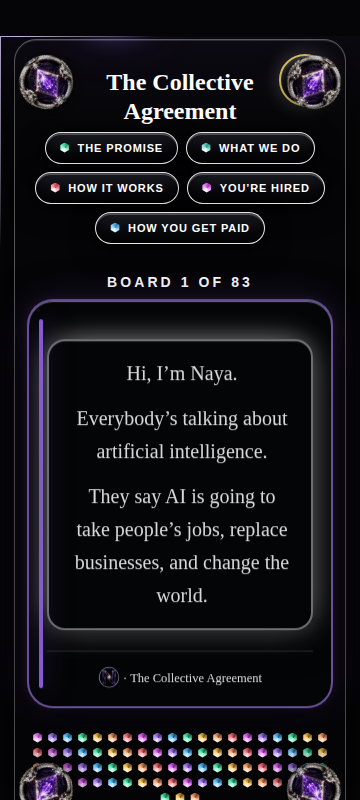 The Collective
Agreement
THE PROMISE
WHAT WE DO
HOW IT WORKS
YOU’RE HIRED
HOW YOU GET PAID
BOARD 1 OF 83
Hi, I’m Naya.
Everybody’s talking about
artificial intelligence.
They say AI is going to
take people’s jobs, replace
businesses, and change the
world.
· The Collective Agreement